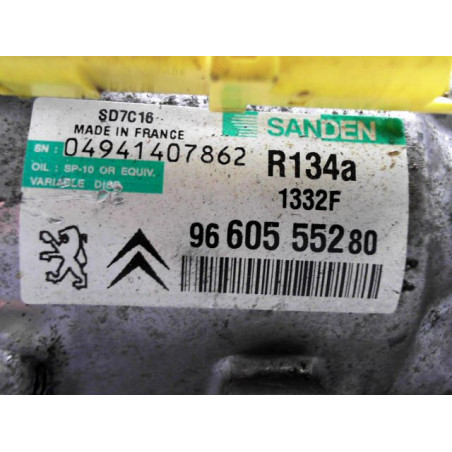 SD7C16
MADE IN FRANCE
SANDEN
SN : 04941407862
R134a
OIL : SP-10 OR EQUIV.
VARIABLE DISP.
1332F
96 605 552 80